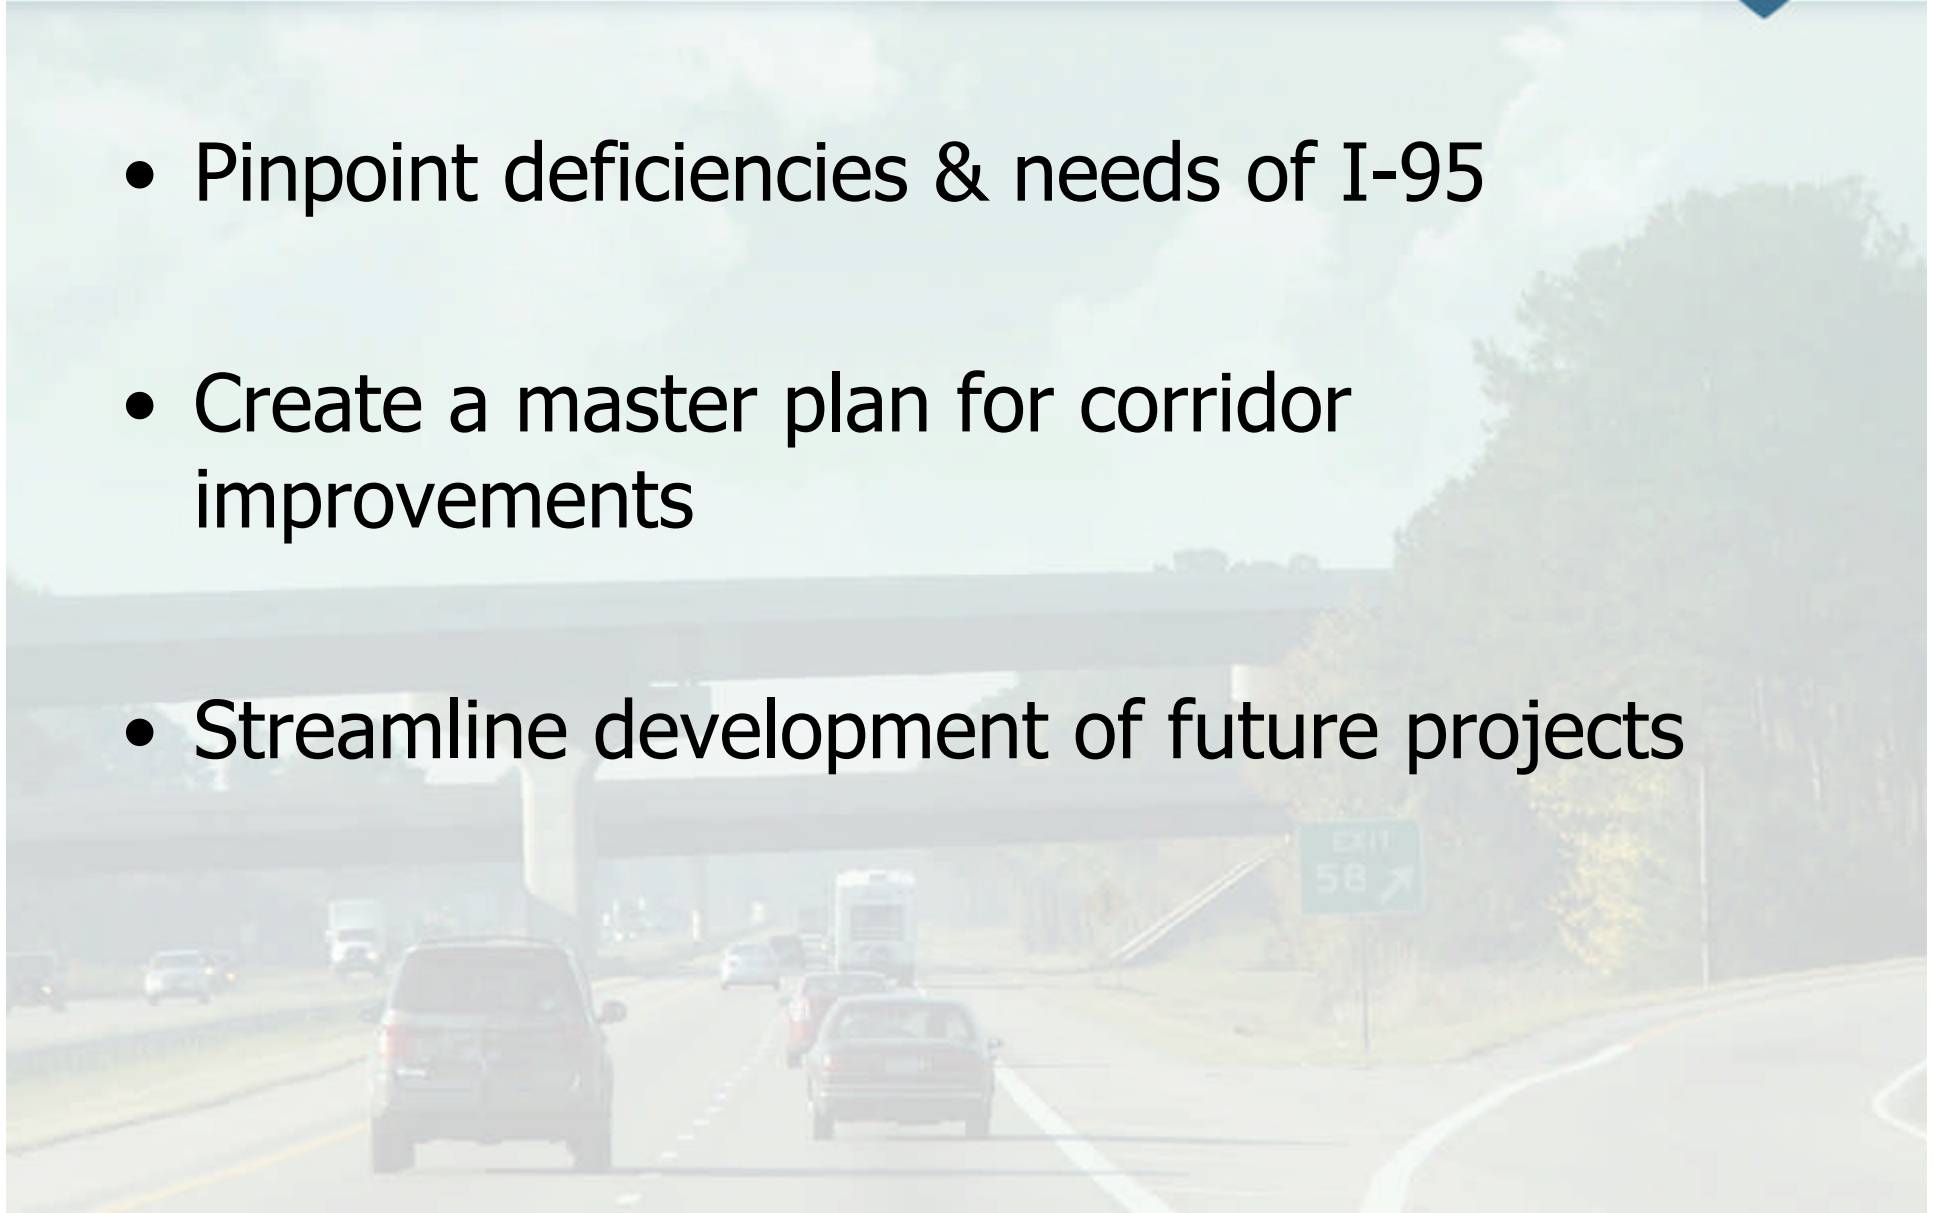 • Pinpoint deficiencies & needs of I-95
• Create a master plan for corridor
improvements
• Streamline development of future projects
EXIT
58